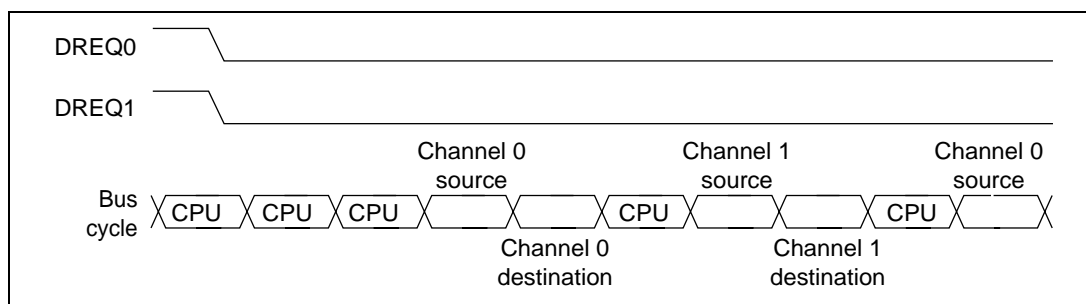 DREQ0
DREQ1
Channel 0 Channel 1 Channel 0
source source source
Bus
cycle
CPU CPU CPU CPU CPU
Channel 0 Channel 1
destination destination